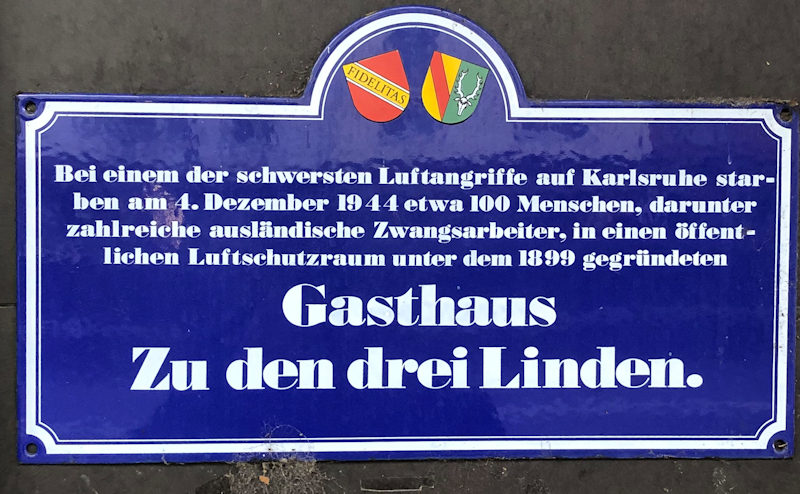 FIDELITAS
Bei einem der schwersten Luftangriffe auf Karlsruhe star-
ben am 4. Dezember 1944 etwa 100 Menschen, darunter
zahlreiche ausländische Zwangsarbeiter, in einen öffent-
lichen Luftschutzraum unter dem 1899 gegründeten
Gasthaus
Zu den drei Linden.